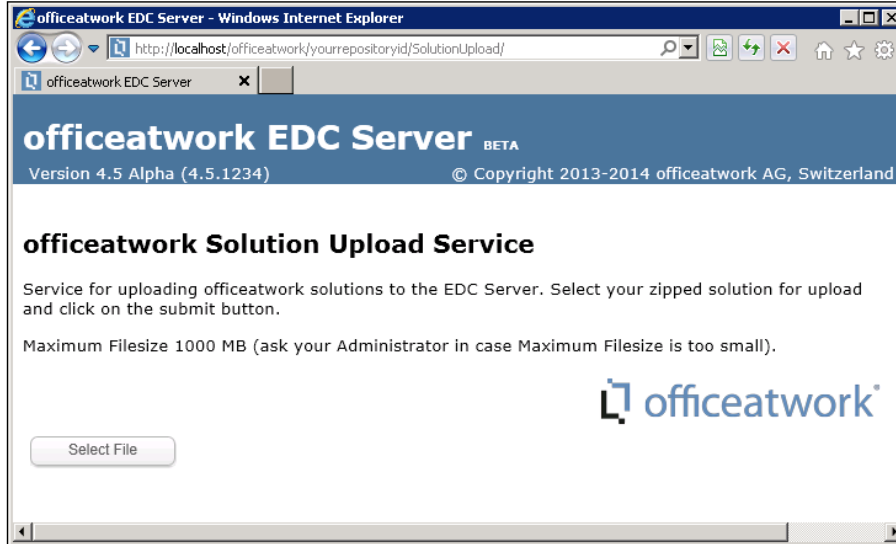 officeatwork EDC Server - Windows Internet Explorer
http://localhost/officeatwork/yourrepositoryid/SolutionUpload/
officeatwork EDC Server
officeatwork EDC Server BETA
Version 4.5 Alpha (4.5.1234) © Copyright 2013-2014 officeatwork AG, Switzerland
officeatwork Solution Upload Service
Service for uploading officeatwork solutions to the EDC Server. Select your zipped solution for upload
and click on the submit button.
Maximum Filesize 1000 MB (ask your Administrator in case Maximum Filesize is too small).
officeatwork
Select File